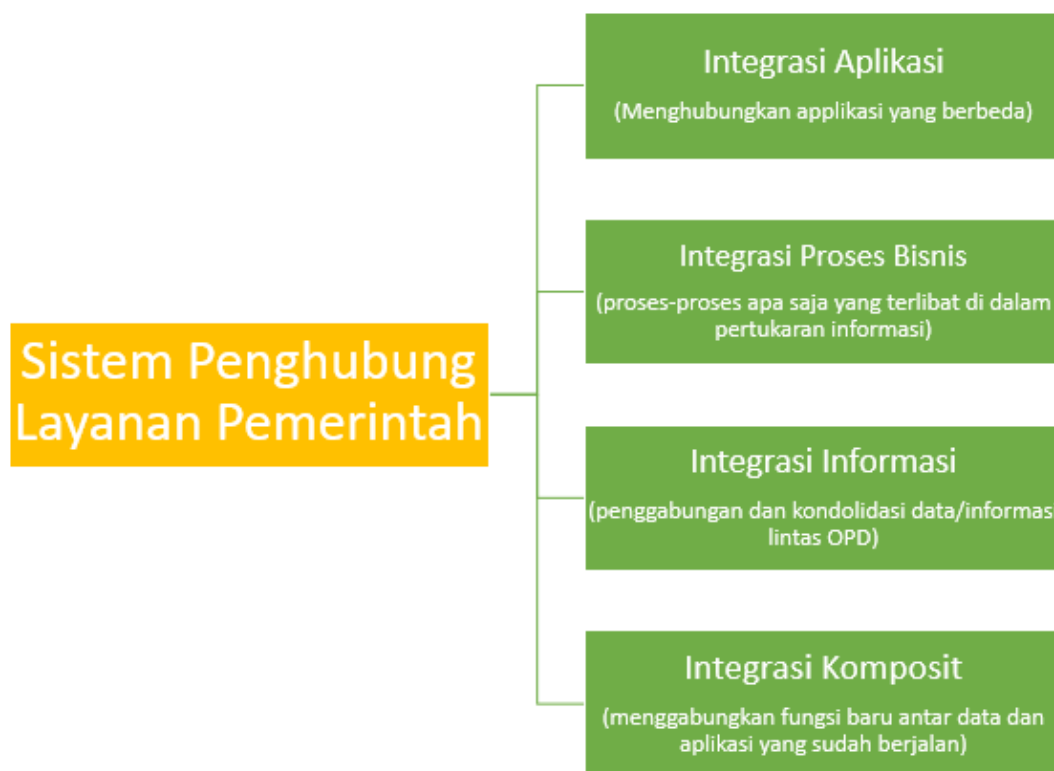 Sistem Penghubung
Layanan Pemerintah
Integrasi Aplikasi
(Menghubungkan applikasi yang berbeda)
Integrasi Proses Bisnis
(proses-proses apa saja yang terlibat di dalam
pertukaran informasi)
Integrasi Informasi
(penggabungan dan kondolidasi data/informas
lintas OPD)
Integrasi Komposit
(menggabungkan fungsi baru antar data dan
aplikasi yang sudah berjalan)